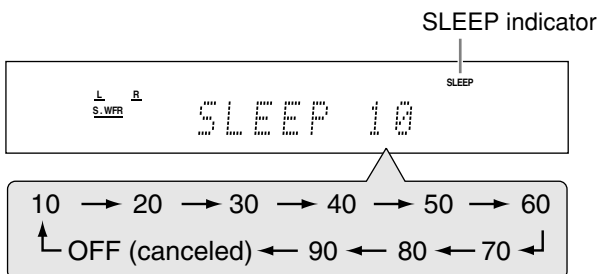 SLEEP indicator
SLEEP
L R
S.WFR
SLEEP 10
10 → 20 → 30 → 40 → 50 → 60
OFF (canceled) ← 90 ← 80 ← 70